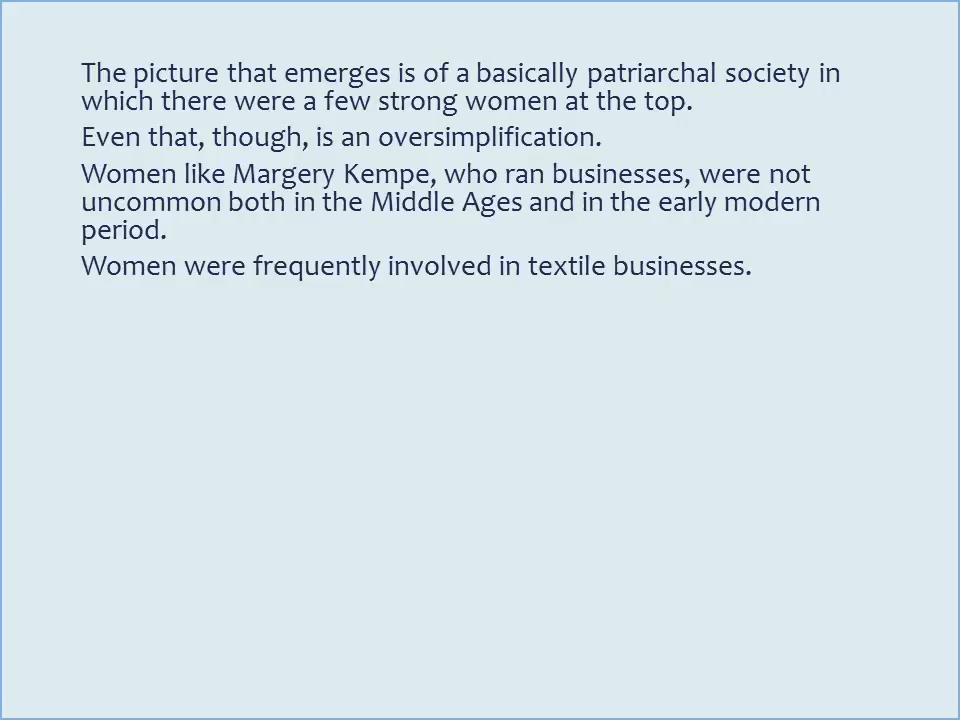 The picture that emerges is of a basically patriarchal society in
which there were a few strong women at the top.
Even that, though, is an oversimplification.
Women like Margery Kempe, who ran businesses, were not
uncommon both in the Middle Ages and in the early modern
period.
Women were frequently involved in textile businesses.